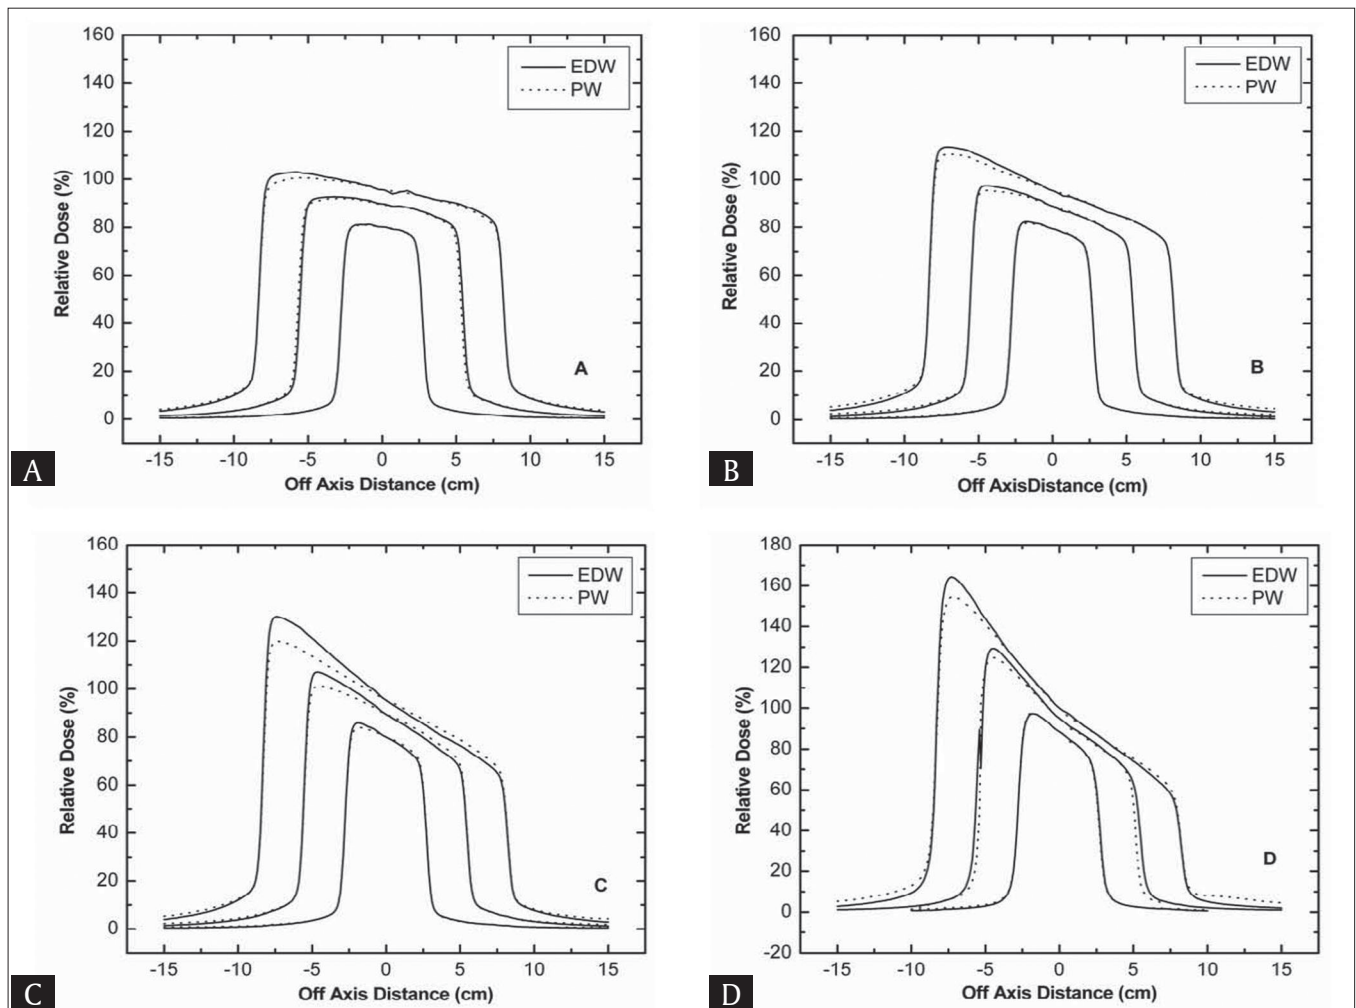 160
140
120
100
80
60
40
20
0
Relative Dose (%)
EDW
PW
A
A
-15 -10 -5 0 5 10 15
Off Axis Distance (cm)
160
140
120
100
80
60
40
20
0
Relative Dose (%)
EDW
PW
B
B
-15 -10 -5 0 5 10 15
Off AxisDistance (cm)
160
140
120
100
80
60
40
20
0
Relative Dose (%)
EDW
PW
C
C
-15 -10 -5 0 5 10 15
Off Axis Distance (cm)
180
160
140
120
100
80
60
40
20
0
-20
Relative Dose (%)
EDW
PW
D
D
-15 -10 -5 0 5 10 15
Off Axis Distance (cm)